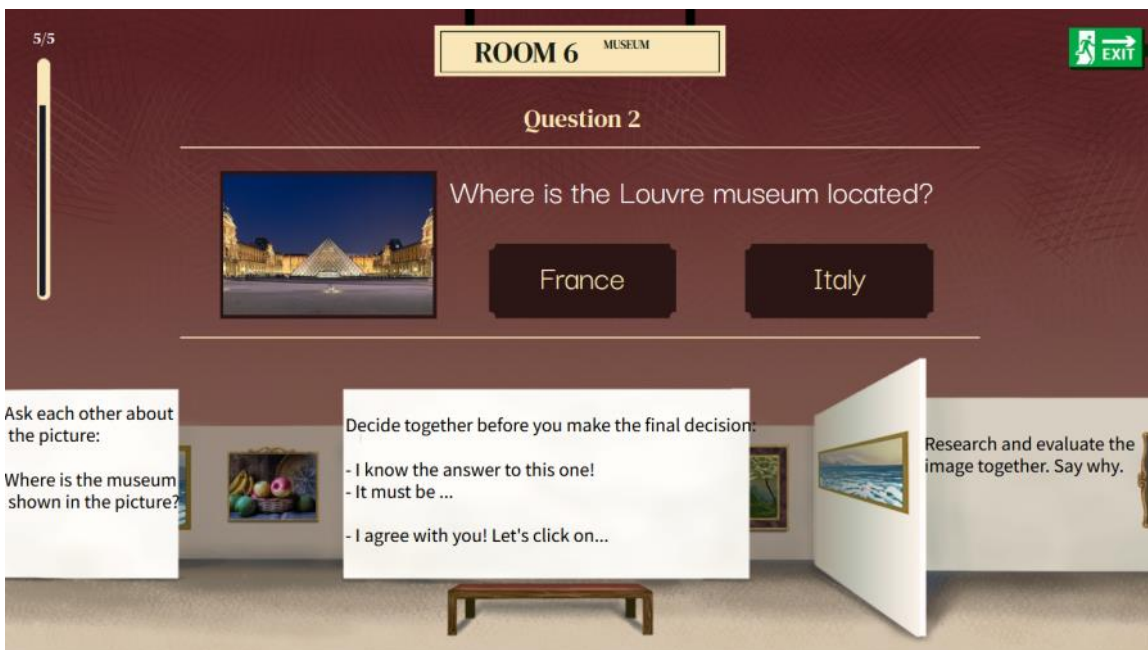 5/5
ROOM 6 MUSEUM
EXIT
Question 2
Where is the Louvre museum located?
France
Italy
Ask each other about
the picture:
Where is the museum
shown in the picture?
Decide together before you make the final decision:
- I know the answer to this one!
- It must be ...
- I agree with you! Let's click on...
Research and evaluate the
image together. Say why.